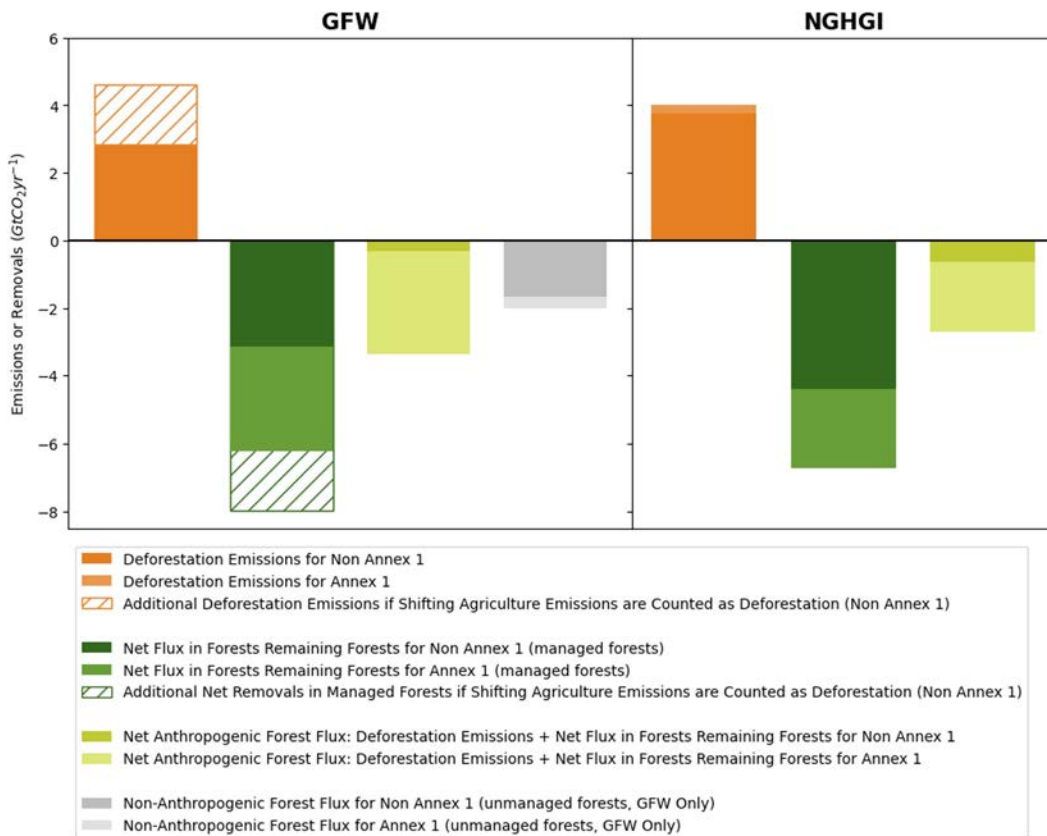 GFW
NGHGI
Emissions or Removals (GtCO₂yr⁻¹)
6
4
2
0
−2
−4
−6
−8
Deforestation Emissions for Non Annex 1
Deforestation Emissions for Annex 1
Additional Deforestation Emissions if Shifting Agriculture Emissions are Counted as Deforestation (Non Annex 1)
Net Flux in Forests Remaining Forests for Non Annex 1 (managed forests)
Net Flux in Forests Remaining Forests for Annex 1 (managed forests)
Additional Net Removals in Managed Forests if Shifting Agriculture Emissions are Counted as Deforestation (Non Annex 1)
Net Anthropogenic Forest Flux: Deforestation Emissions + Net Flux in Forests Remaining Forests for Non Annex 1
Net Anthropogenic Forest Flux: Deforestation Emissions + Net Flux in Forests Remaining Forests for Annex 1
Non-Anthropogenic Forest Flux for Non Annex 1 (unmanaged forests, GFW Only)
Non-Anthropogenic Forest Flux for Annex 1 (unmanaged forests, GFW Only)